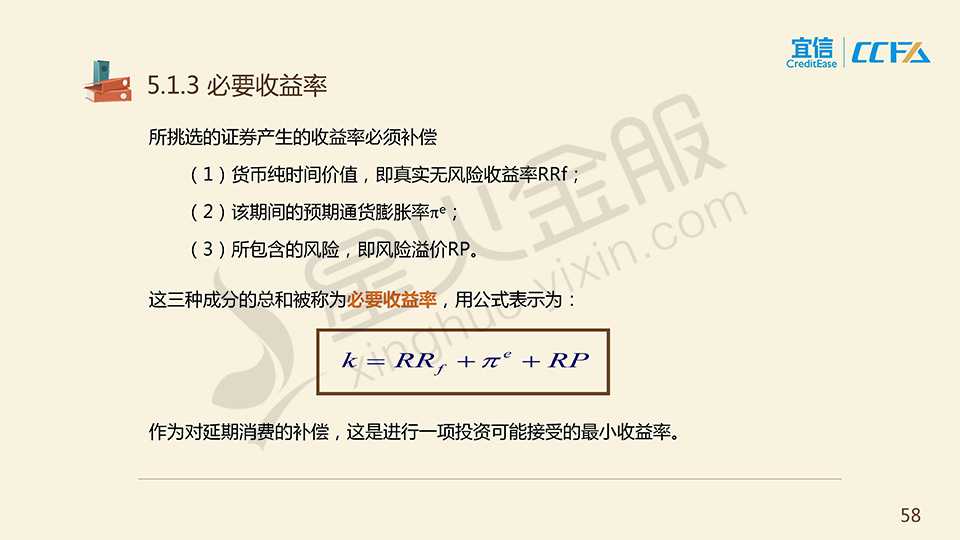 宜信
CreditEase
CCFA
5.1.3 必要收益率
所挑选的证券产生的收益率必须补偿
（1）货币纯时间价值，即真实无风险收益率RRf；
（2）该期间的预期通货膨胀率πᵉ；
（3）所包含的风险，即风险溢价RP。
这三种成分的总和被称为必要收益率，用公式表示为：
k = RR_f + π^e + RP
作为对延期消费的补偿，这是进行一项投资可能接受的最小收益率。
星火金服
xinghuo.yixin.com
58